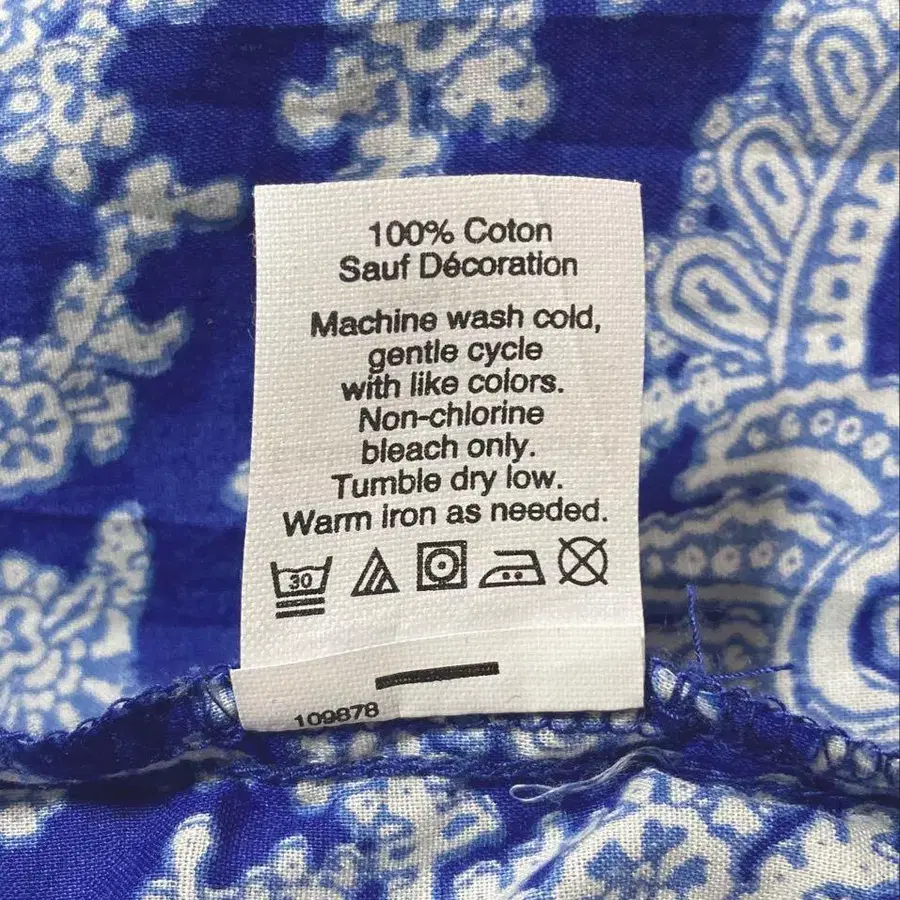 100% Coton
Sauf Décoration
Machine wash cold,
gentle cycle
with like colors.
Non-chlorine
bleach only.
Tumble dry low.
Warm iron as needed.
30
109878